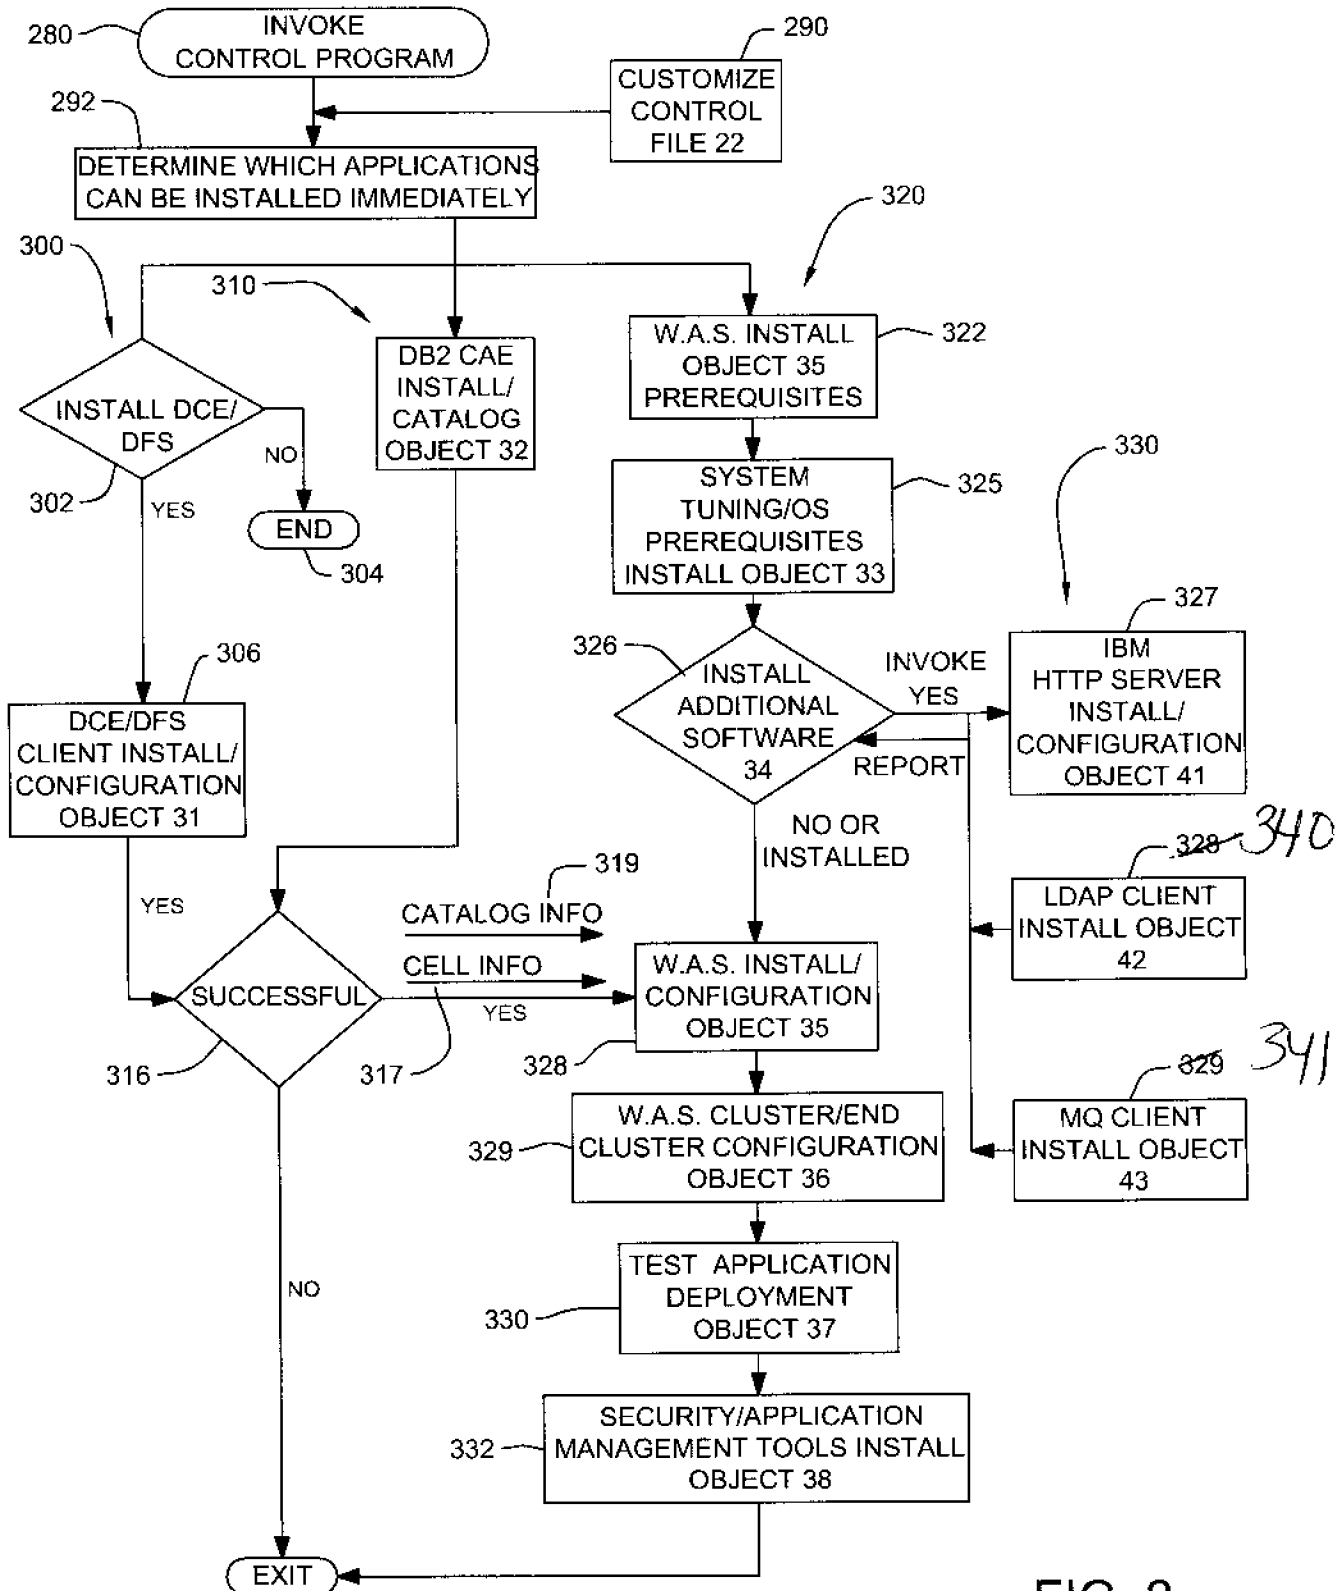 280
INVOKE
CONTROL PROGRAM
290
CUSTOMIZE
CONTROL
FILE 22
292
DETERMINE WHICH APPLICATIONS
CAN BE INSTALLED IMMEDIATELY
320
300
310
W.A.S. INSTALL
OBJECT 35
PREREQUISITES
322
DB2 CAE
INSTALL/
CATALOG
OBJECT 32
INSTALL DCE/
DFS
302
NO
YES
END
304
330
SYSTEM
TUNING/OS
PREREQUISITES
INSTALL OBJECT 33
325
326
INSTALL
ADDITIONAL
SOFTWARE
34
INVOKE
YES
REPORT
327
IBM
HTTP SERVER
INSTALL/
CONFIGURATION
OBJECT 41
306
DCE/DFS
CLIENT INSTALL/
CONFIGURATION
OBJECT 31
NO OR
INSTALLED
328 340
LDAP CLIENT
INSTALL OBJECT
42
YES
319
CATALOG INFO
CELL INFO
SUCCESSFUL
YES
316
317
W.A.S. INSTALL/
CONFIGURATION
OBJECT 35
328
329 341
MQ CLIENT
INSTALL OBJECT
43
W.A.S. CLUSTER/END
CLUSTER CONFIGURATION
OBJECT 36
329
TEST APPLICATION
DEPLOYMENT
OBJECT 37
330
NO
SECURITY/APPLICATION
MANAGEMENT TOOLS INSTALL
OBJECT 38
332
EXIT